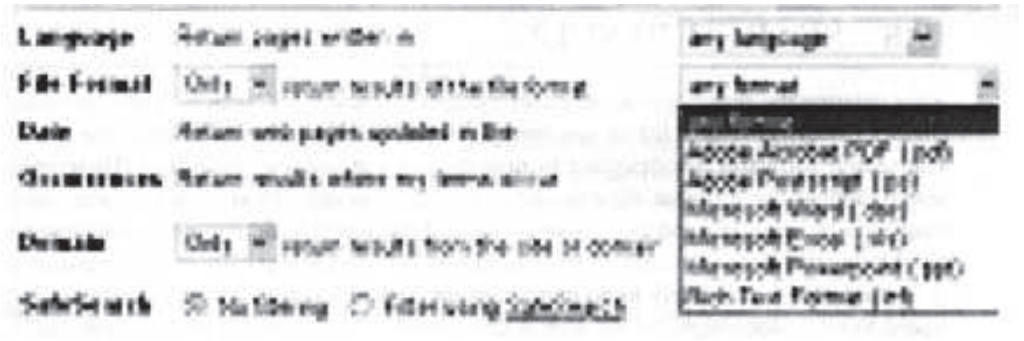 Language Return pages written in any language
File Format Only return results of the file format any format
any format
Adobe Acrobat PDF (.pdf)
Date Return web pages updated in the
Adobe Postscript (.ps)
Occurrences Return results where my terms occur
Microsoft Word (.doc)
Microsoft Excel (.xls)
Domain Only return results from the site or domain
Microsoft Powerpoint (.ppt)
Rich Text Format (.rtf)
SafeSearch No filtering Filter using SafeSearch